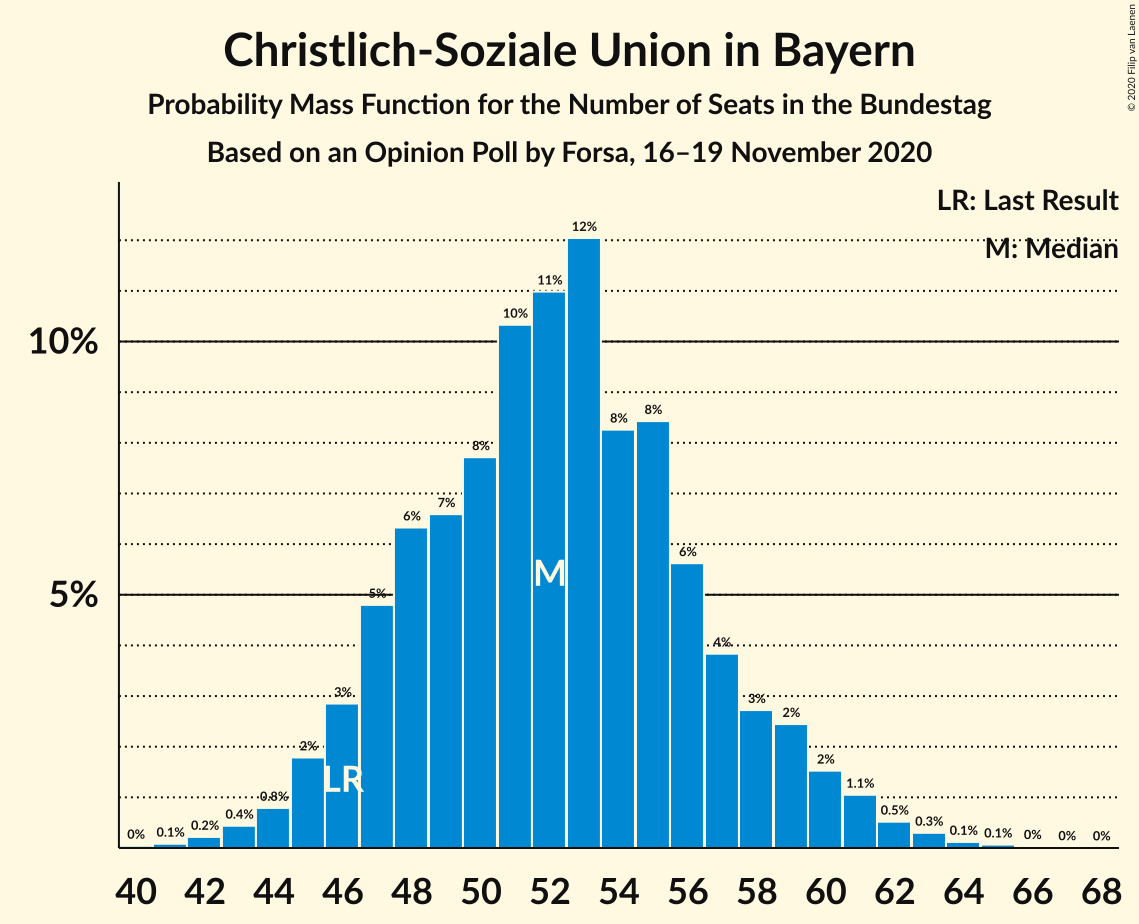 Christlich-Soziale Union in Bayern
Probability Mass Function for the Number of Seats in the Bundestag
Based on an Opinion Poll by Forsa, 16–19 November 2020
© 2020 Filip van Laenen
LR: Last Result
M: Median
10%
5%
0% 0.1% 0.2% 0.4% 0.8% 2% 3% 5% 6% 7% 8% 10% 11% 12% 8% 8% 6% 4% 3% 2% 2% 1.1% 0.5% 0.3% 0.1% 0.1% 0% 0% 0%
M
LR
40 42 44 46 48 50 52 54 56 58 60 62 64 66 68